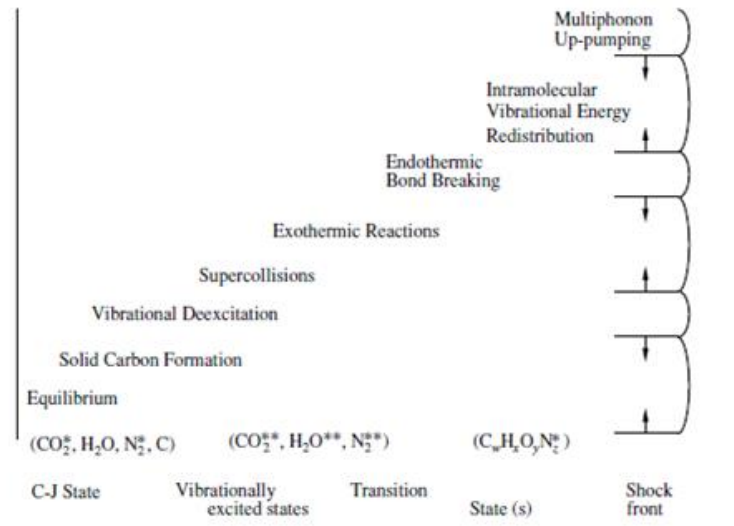 Multiphonon
Up-pumping
Intramolecular
Vibrational Energy
Redistribution
Endothermic
Bond Breaking
Exothermic Reactions
Supercollisions
Vibrational Deexcitation
Solid Carbon Formation
Equilibrium
(CO₂*, H₂O, N₂*, C) (CO₂**, H₂O**, N₂**) (CwHₓOyNz*)
C-J State Vibrationally Transition Shock
excited states State (s) front